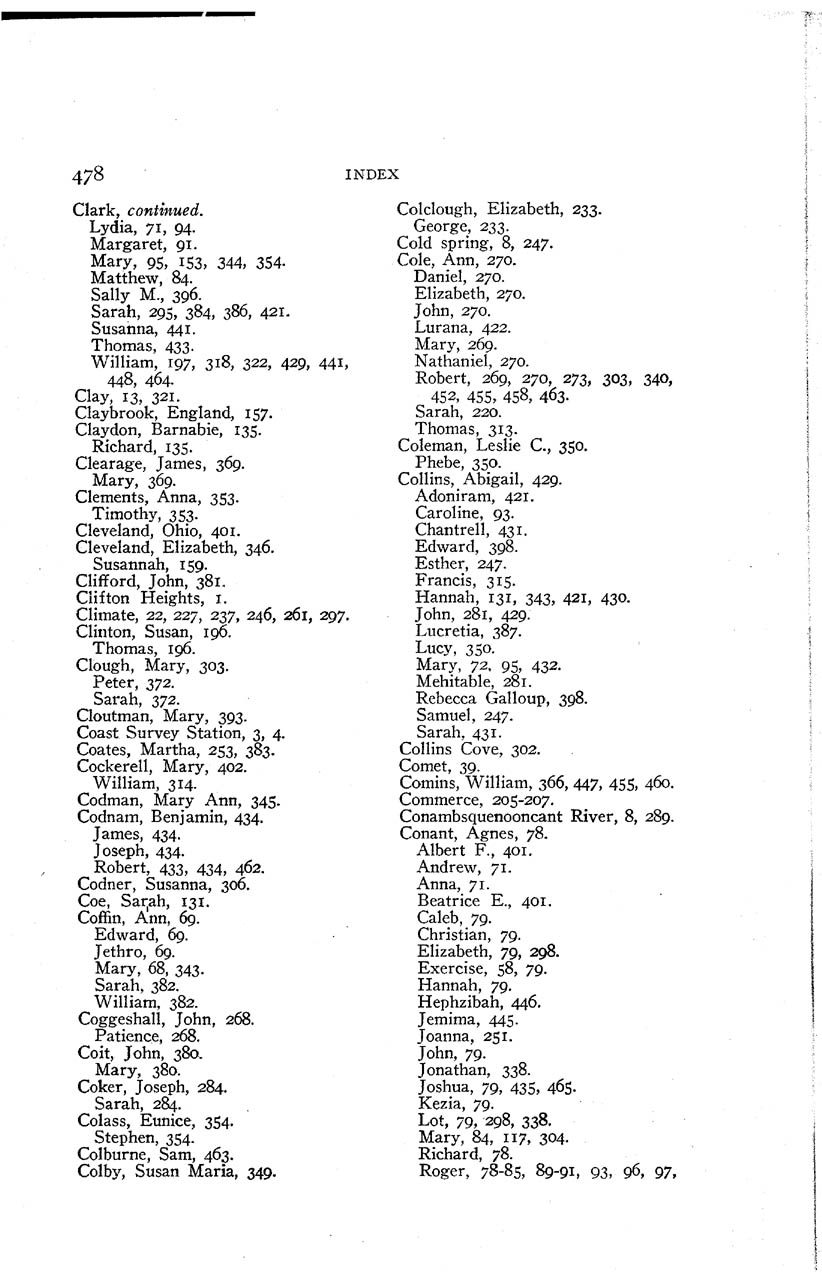 478
INDEX
Clark, continued.
Lydia, 71, 94.
Margaret, 91.
Mary, 95, 153, 344, 354.
Matthew, 84.
Sally M., 396.
Sarah, 295, 384, 386, 421.
Susanna, 441.
Thomas, 433.
William, 197, 318, 322, 429, 441,
448, 464.
Clay, 13, 321.
Claybrook, England, 157.
Claydon, Barnabie, 135.
Richard, 135.
Clearage, James, 369.
Mary, 369.
Clements, Anna, 353.
Timothy, 353.
Cleveland, Ohio, 401.
Cleveland, Elizabeth, 346.
Susannah, 159.
Clifford, John, 381.
Clifton Heights, 1.
Climate, 22, 227, 237, 246, 261, 297.
Clinton, Susan, 196.
Thomas, 196.
Clough, Mary, 303.
Peter, 372.
Sarah, 372.
Cloutman, Mary, 393.
Coast Survey Station, 3, 4.
Coates, Martha, 253, 383.
Cockerell, Mary, 402.
William, 314.
Codman, Mary Ann, 345.
Codnam, Benjamin, 434.
James, 434.
Joseph, 434.
Robert, 433, 434, 462.
Codner, Susanna, 306.
Coe, Sarah, 131.
Coffin, Ann, 69.
Edward, 69.
Jethro, 69.
Mary, 68, 343.
Sarah, 382.
William, 382.
Coggeshall, John, 268.
Patience, 268.
Coit, John, 380.
Mary, 380.
Coker, Joseph, 284.
Sarah, 284.
Colass, Eunice, 354.
Stephen, 354.
Colburne, Sam, 463.
Colby, Susan Maria, 349.
Colclough, Elizabeth, 233.
George, 233.
Cold spring, 8, 247.
Cole, Ann, 270.
Daniel, 270.
Elizabeth, 270.
John, 270.
Lurana, 422.
Mary, 269.
Nathaniel, 270.
Robert, 269, 270, 273, 303, 340,
452, 455, 458, 463.
Sarah, 220.
Thomas, 313.
Coleman, Leslie C., 350.
Phebe, 350.
Collins, Abigail, 429.
Adoniram, 421.
Caroline, 93.
Chantrell, 431.
Edward, 398.
Esther, 247.
Francis, 315.
Hannah, 131, 343, 421, 430.
John, 281, 429.
Lucretia, 387.
Lucy, 350.
Mary, 72, 95, 432.
Mehitable, 281.
Rebecca Galloup, 398.
Samuel, 247.
Sarah, 431.
Collins Cove, 302.
Comet, 39.
Comins, William, 366, 447, 455, 460.
Commerce, 205-207.
Conambsquenooncant River, 8, 289.
Conant, Agnes, 78.
Albert F., 401.
Andrew, 71.
Anna, 71.
Beatrice E., 401.
Caleb, 79.
Christian, 79.
Elizabeth, 79, 298.
Exercise, 58, 79.
Hannah, 79.
Hephzibah, 446.
Jemima, 445.
Joanna, 251.
John, 79.
Jonathan, 338.
Joshua, 79, 435, 465.
Kezia, 79.
Lot, 79, 298, 338.
Mary, 84, 117, 304.
Richard, 78.
Roger, 78-85, 89-91, 93, 96, 97,